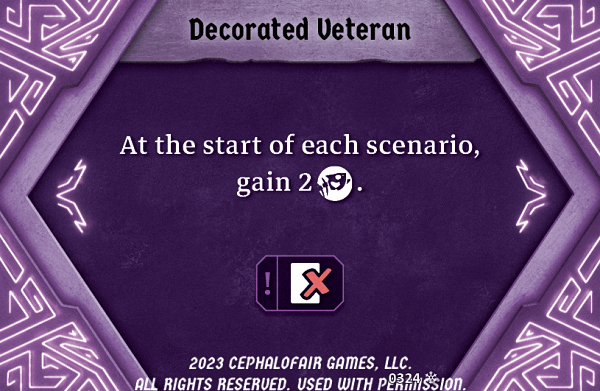 Decorated Veteran
At the start of each scenario,
gain 2 .
!
2023 CEPHALOFAIR GAMES, LLC.
ALL RIGHTS RESERVED. USED WITH PERMISSION.
0324